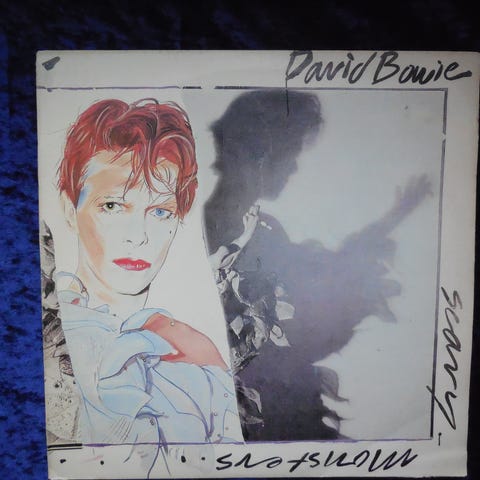 David Bowie
scary
monsters . . . . . .